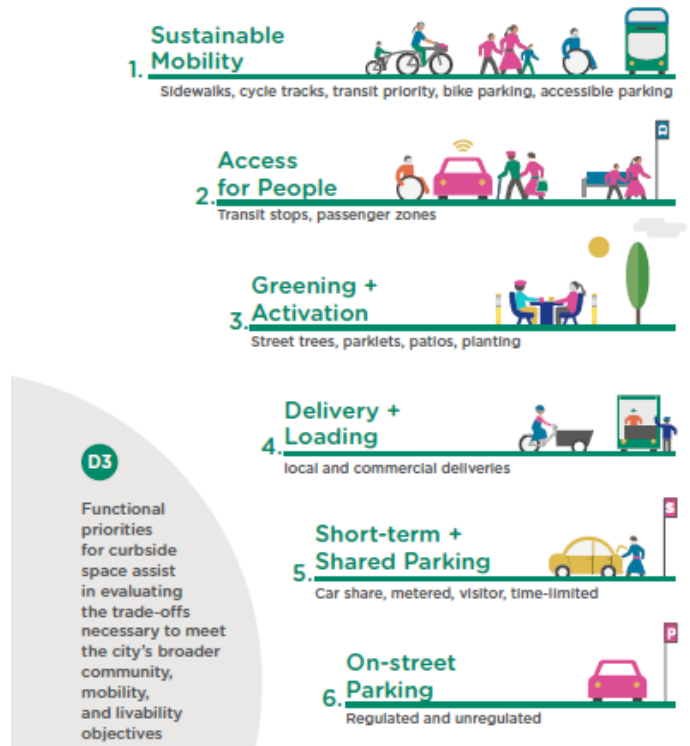 Sustainable
1. Mobility
Sidewalks, cycle tracks, transit priority, bike parking, accessible parking
Access
2. for People
Transit stops, passenger zones
Greening +
3. Activation
Street trees, parklets, patios, planting
Delivery +
4. Loading
local and commercial deliveries
S
Short-term +
5. Shared Parking
Car share, metered, visitor, time-limited
P
On-street
6. Parking
Regulated and unregulated
D3
Functional
priorities
for curbside
space assist
in evaluating
the trade-offs
necessary to meet
the city's broader
community,
mobility,
and livability
objectives